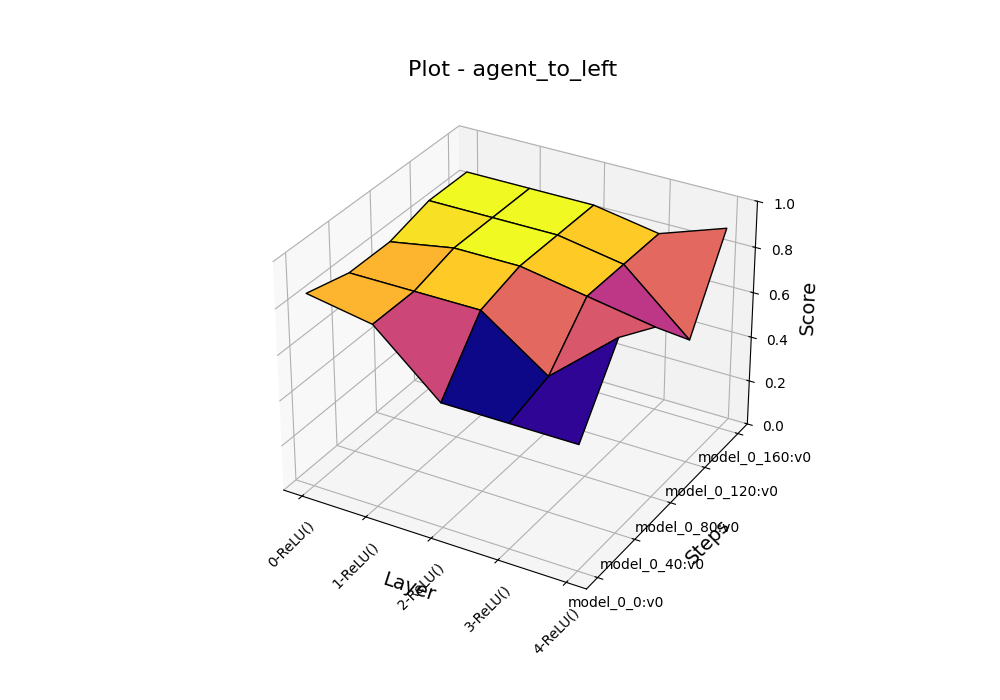 Plot - agent_to_left
1.0
0.8
0.6
0.4
0.2
0.0
Score
model_0_160:v0
model_0_120:v0
model_0_80:v0
model_0_40:v0
model_0_0:v0
Steps
0-ReLU()
1-ReLU()
2-ReLU()
3-ReLU()
4-ReLU()
Layer